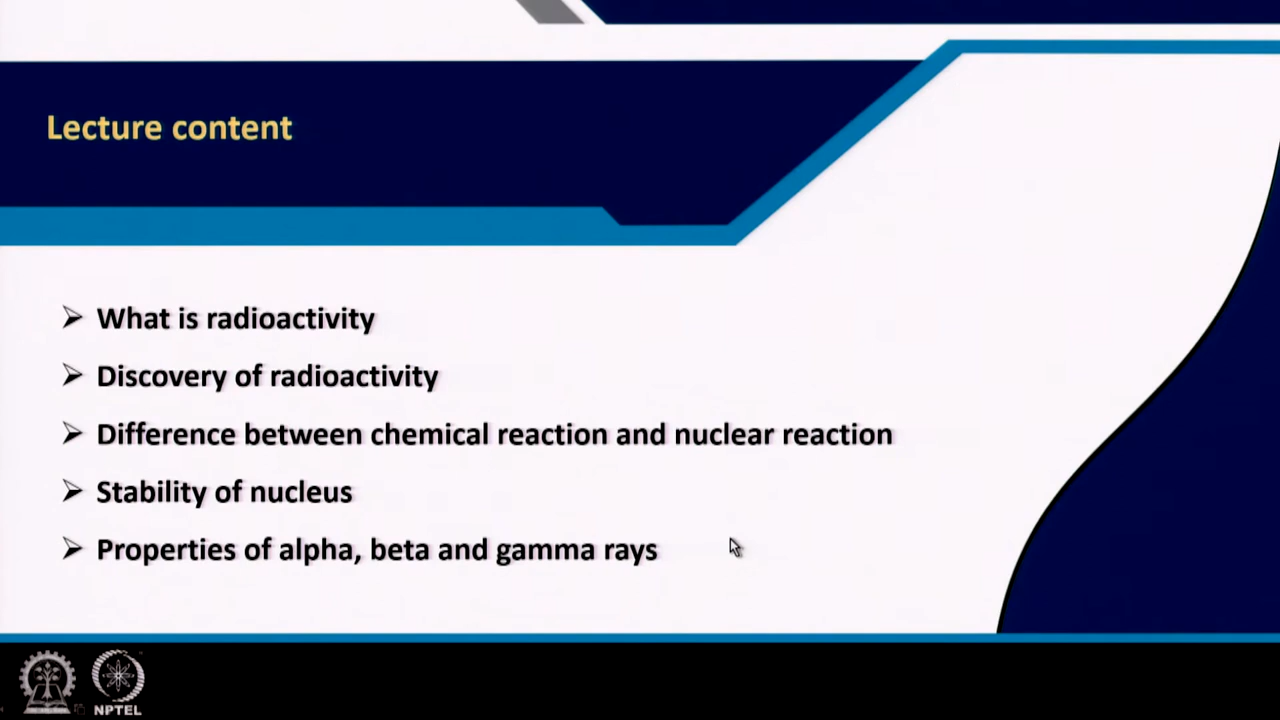 Lecture content
What is radioactivity
Discovery of radioactivity
Difference between chemical reaction and nuclear reaction
Stability of nucleus
Properties of alpha, beta and gamma rays
NPTEL